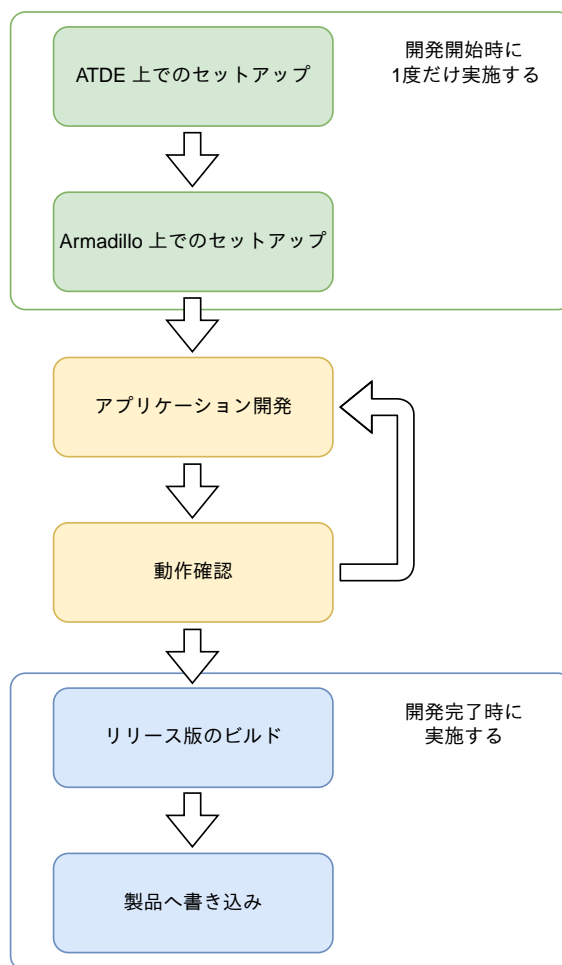 ATDE 上でのセットアップ
開発開始時に
1度だけ実施する
Armadillo 上でのセットアップ
アプリケーション開発
動作確認
リリース版のビルド
開発完了時に
実施する
製品へ書き込み